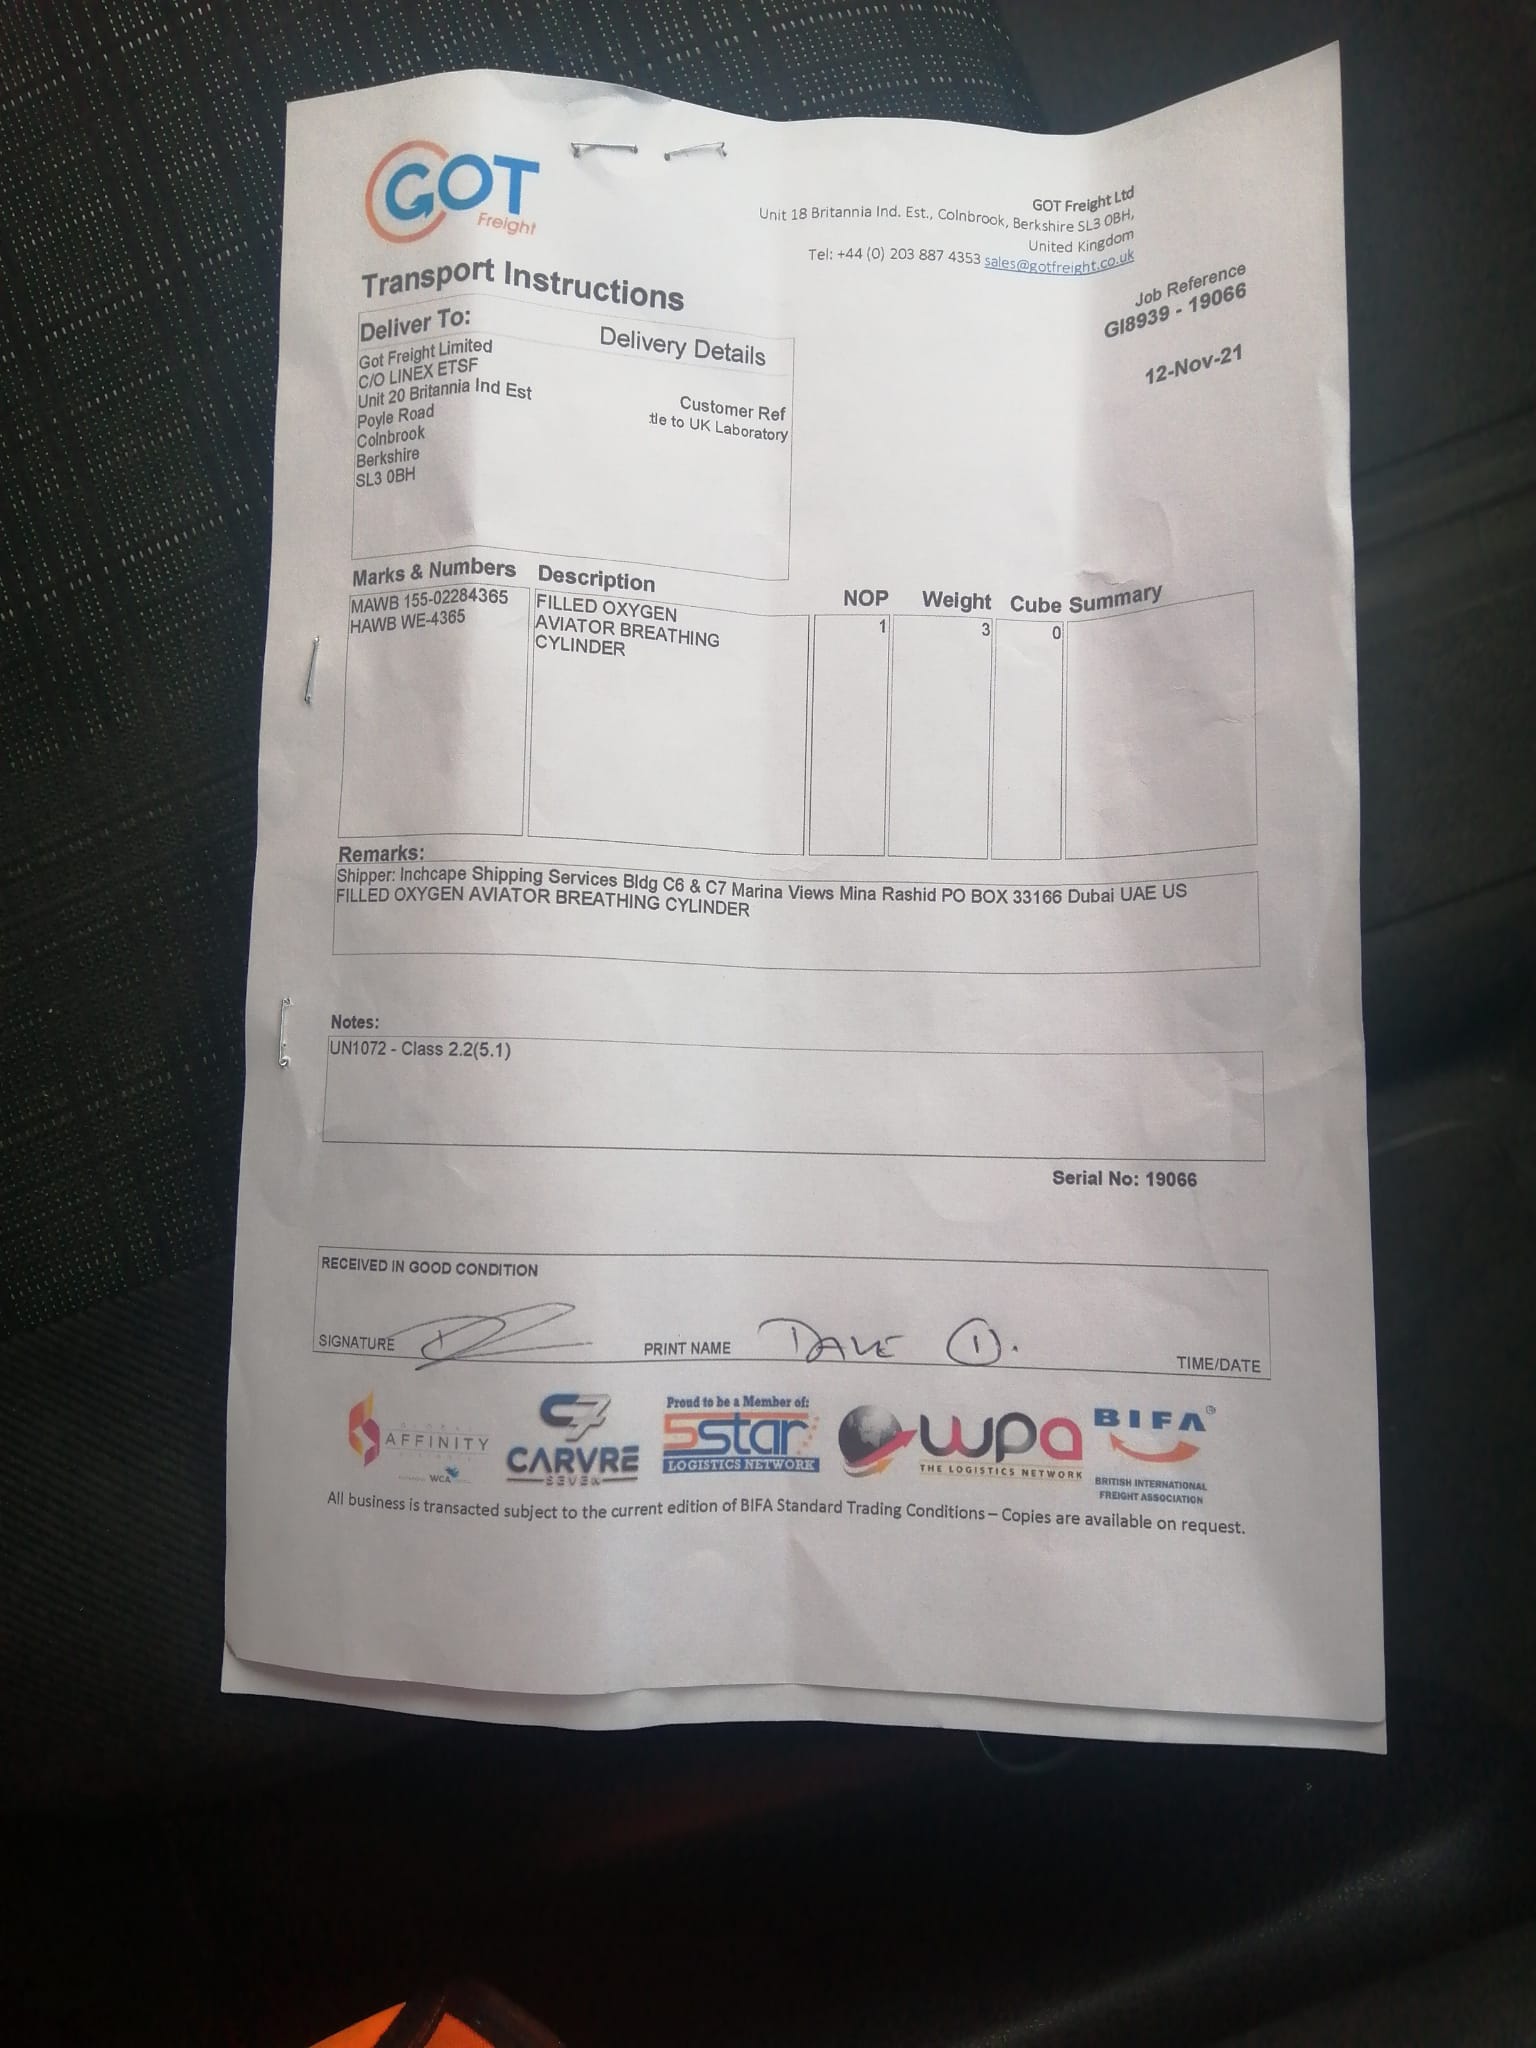 GOT
Freight
GOT Freight Ltd
Unit 18 Britannia Ind. Est., Colnbrook, Berkshire SL3 0BH,
United Kingdom
Tel: +44 (0) 203 887 4353 sales@gotfreight.co.uk
Transport Instructions
Job Reference
GI8939 - 19066
12-Nov-21
Deliver To:
Delivery Details
Got Freight Limited
C/O LINEX ETSF
Unit 20 Britannia Ind Est
Poyle Road
Colnbrook
Berkshire
SL3 0BH
Customer Ref
tle to UK Laboratory
Marks & Numbers Description NOP Weight Cube Summary
MAWB 155-02284365
HAWB WE-4365
FILLED OXYGEN
AVIATOR BREATHING
CYLINDER
1 3 0
Remarks:
Shipper: Inchcape Shipping Services Bldg C6 & C7 Marina Views Mina Rashid PO BOX 33166 Dubai UAE US
FILLED OXYGEN AVIATOR BREATHING CYLINDER
Notes:
UN1072 - Class 2.2(5.1)
Serial No: 19066
RECEIVED IN GOOD CONDITION
SIGNATURE PRINT NAME DAVE D. TIME/DATE
AFFINITY
WCA
C7
CARVRE
SEVEN
Proud to be a Member of:
5star
LOGISTICS NETWORK
wpa
THE LOGISTICS NETWORK
BIFA®
BRITISH INTERNATIONAL
FREIGHT ASSOCIATION
All business is transacted subject to the current edition of BIFA Standard Trading Conditions – Copies are available on request.